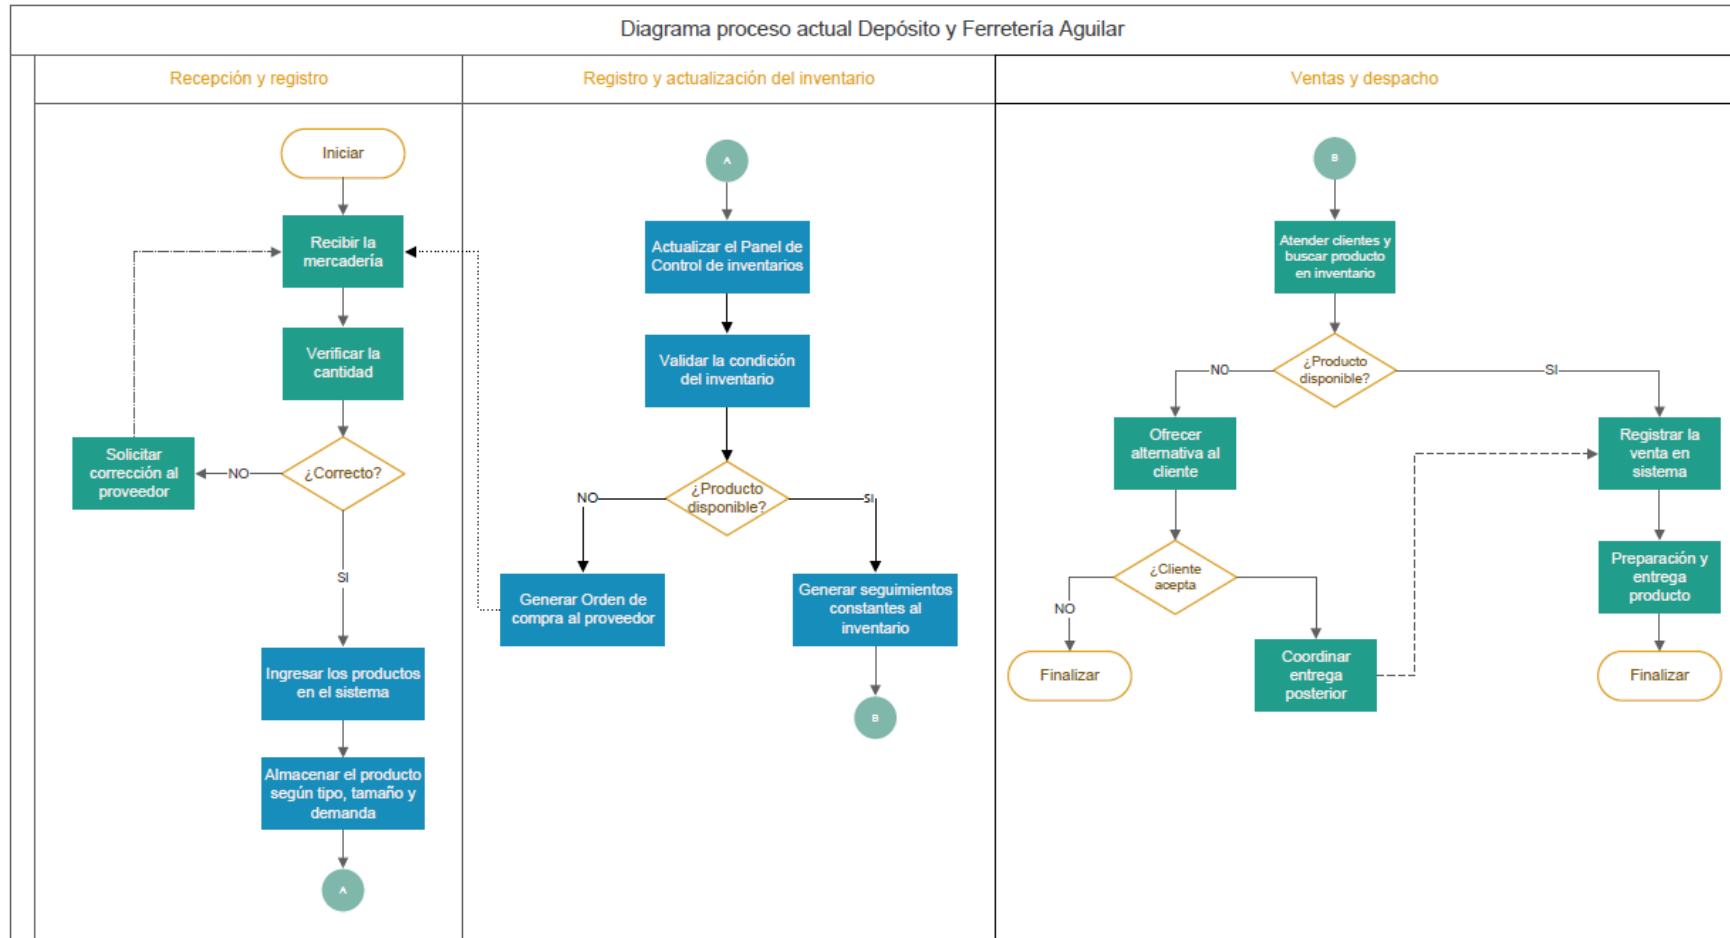 Diagrama proceso actual Depósito y Ferretería Aguilar
Recepción y registro
Registro y actualización del inventario
Ventas y despacho
Iniciar
Recibir la
mercadería
Verificar la
cantidad
¿Correcto?
NO
Solicitar
corrección al
proveedor
SI
Ingresar los productos
en el sistema
Almacenar el producto
según tipo, tamaño y
demanda
A
A
Actualizar el Panel de
Control de inventarios
Validar la condición
del inventario
¿Producto
disponible?
NO
SI
Generar Orden de
compra al proveedor
Generar seguimientos
constantes al
inventario
B
B
Atender clientes y
buscar producto
en inventario
¿Producto
disponible?
NO
SI
Ofrecer
alternativa al
cliente
¿Cliente
acepta
NO
Finalizar
Coordinar
entrega
posterior
Registrar la
venta en
sistema
Preparación y
entrega
producto
Finalizar